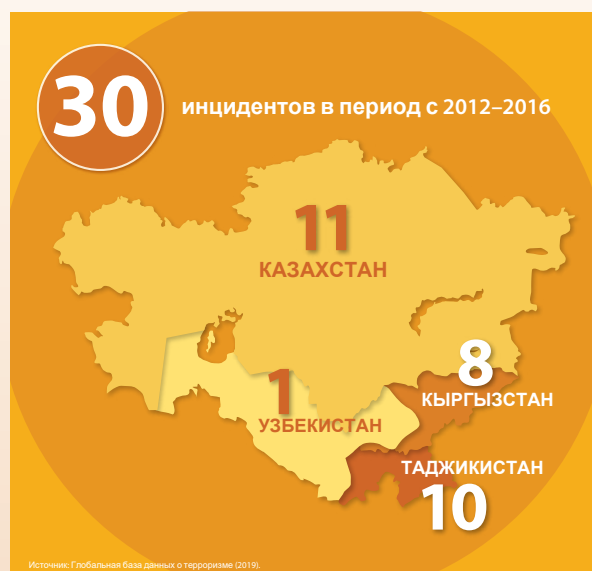 30
инцидентов в период с 2012–2016
11
КАЗАХСТАН
8
КЫРГЫЗСТАН
1
УЗБЕКИСТАН
ТАДЖИКИСТАН
10
Источник: Глобальная база данных о терроризме (2019).